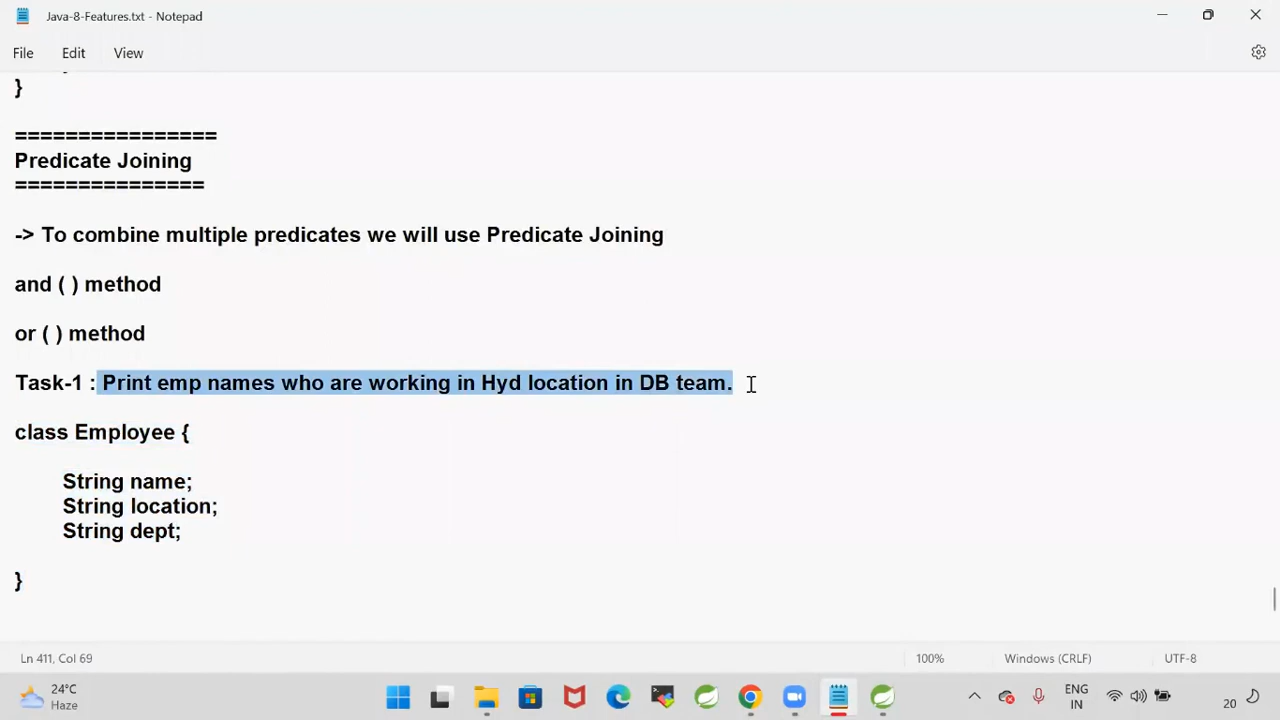 Java-8-Features.txt - Notepad
File Edit View
}
================
Predicate Joining
===============
-> To combine multiple predicates we will use Predicate Joining
and ( ) method
or ( ) method
Task-1 : Print emp names who are working in Hyd location in DB team.
class Employee {
String name;
String location;
String dept;
}
Ln 411, Col 69 100% Windows (CRLF) UTF-8
24°C
Haze
ENG
IN
20